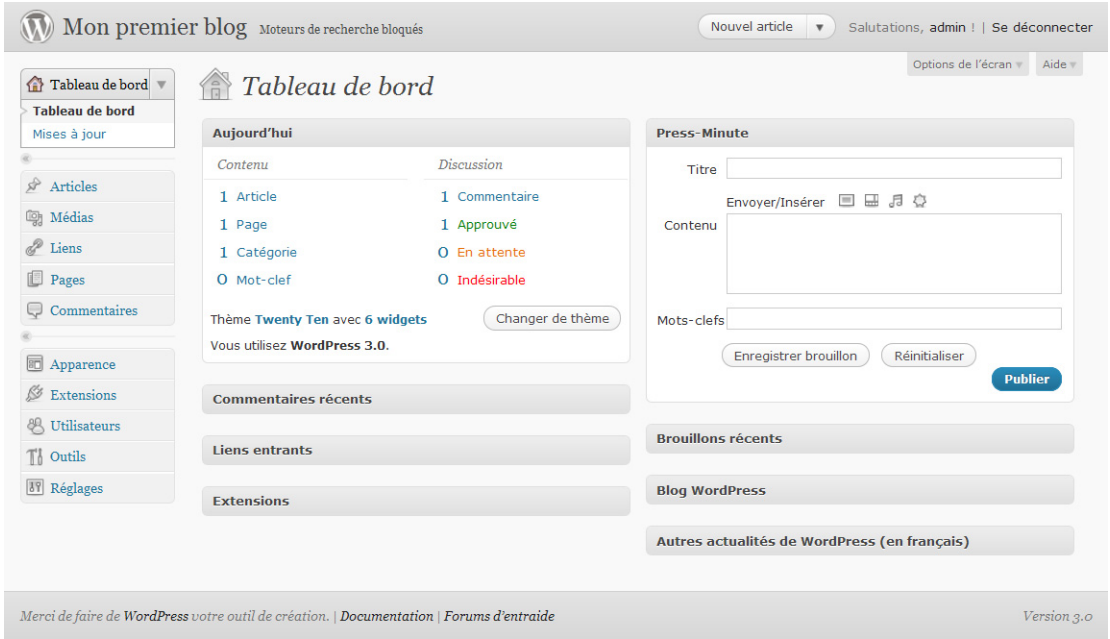 Mon premier blog Moteurs de recherche bloqués Nouvel article Salutations, admin ! | Se déconnecter
Options de l'écran Aide
Tableau de bord
Tableau de bord
Mises à jour
Articles
Médias
Liens
Pages
Commentaires
Apparence
Extensions
Utilisateurs
Outils
Réglages
Tableau de bord
Aujourd'hui
Contenu Discussion
1 Article 1 Commentaire
1 Page 1 Approuvé
1 Catégorie 0 En attente
0 Mot-clef 0 Indésirable
Thème Twenty Ten avec 6 widgets Changer de thème
Vous utilisez WordPress 3.0.
Commentaires récents
Liens entrants
Extensions
Press-Minute
Titre
Envoyer/Insérer
Contenu
Mots-clefs
Enregistrer brouillon Réinitialiser
Publier
Brouillons récents
Blog WordPress
Autres actualités de WordPress (en français)
Merci de faire de WordPress votre outil de création. | Documentation | Forums d'entraide Version 3.0